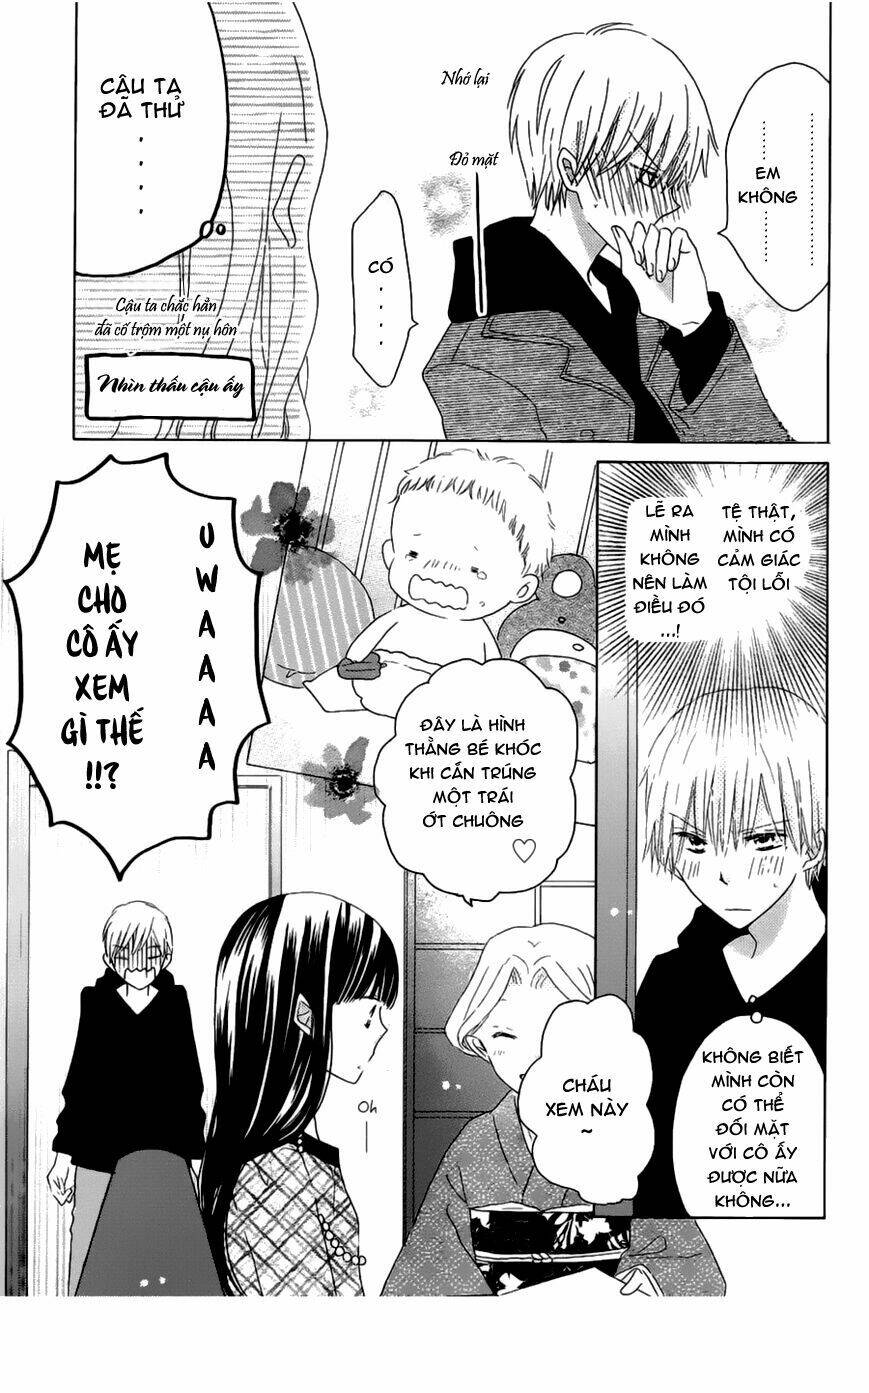 EM
KHÔNG
Nhớ lại
Đỏ mặt
CÓ
CẬU TA
ĐÃ THỬ
Cậu ta chắc hẳn
đã cố trộm một nụ hôn
Nhìn thấu cậu ấy
TỆ THẬT,
MÌNH CÓ
CẢM GIÁC
TỘI LỖI
LẼ RA
MÌNH
KHÔNG
NÊN LÀM
ĐIỀU ĐÓ
...!
KHÔNG BIẾT
MÌNH CÒN
CÓ THỂ
ĐỐI MẶT
VỚI CÔ ẤY
ĐƯỢC NỮA
KHÔNG...
ĐÂY LÀ HÌNH
THẰNG BÉ KHÓC
KHI CẮN TRÚNG
MỘT TRÁI
ỚT CHUÔNG
♡
CHÁU
XEM NÀY
~
Oh
UWAAAA
MẸ
CHO
CÔ ẤY
XEM
GÌ THẾ
!!?